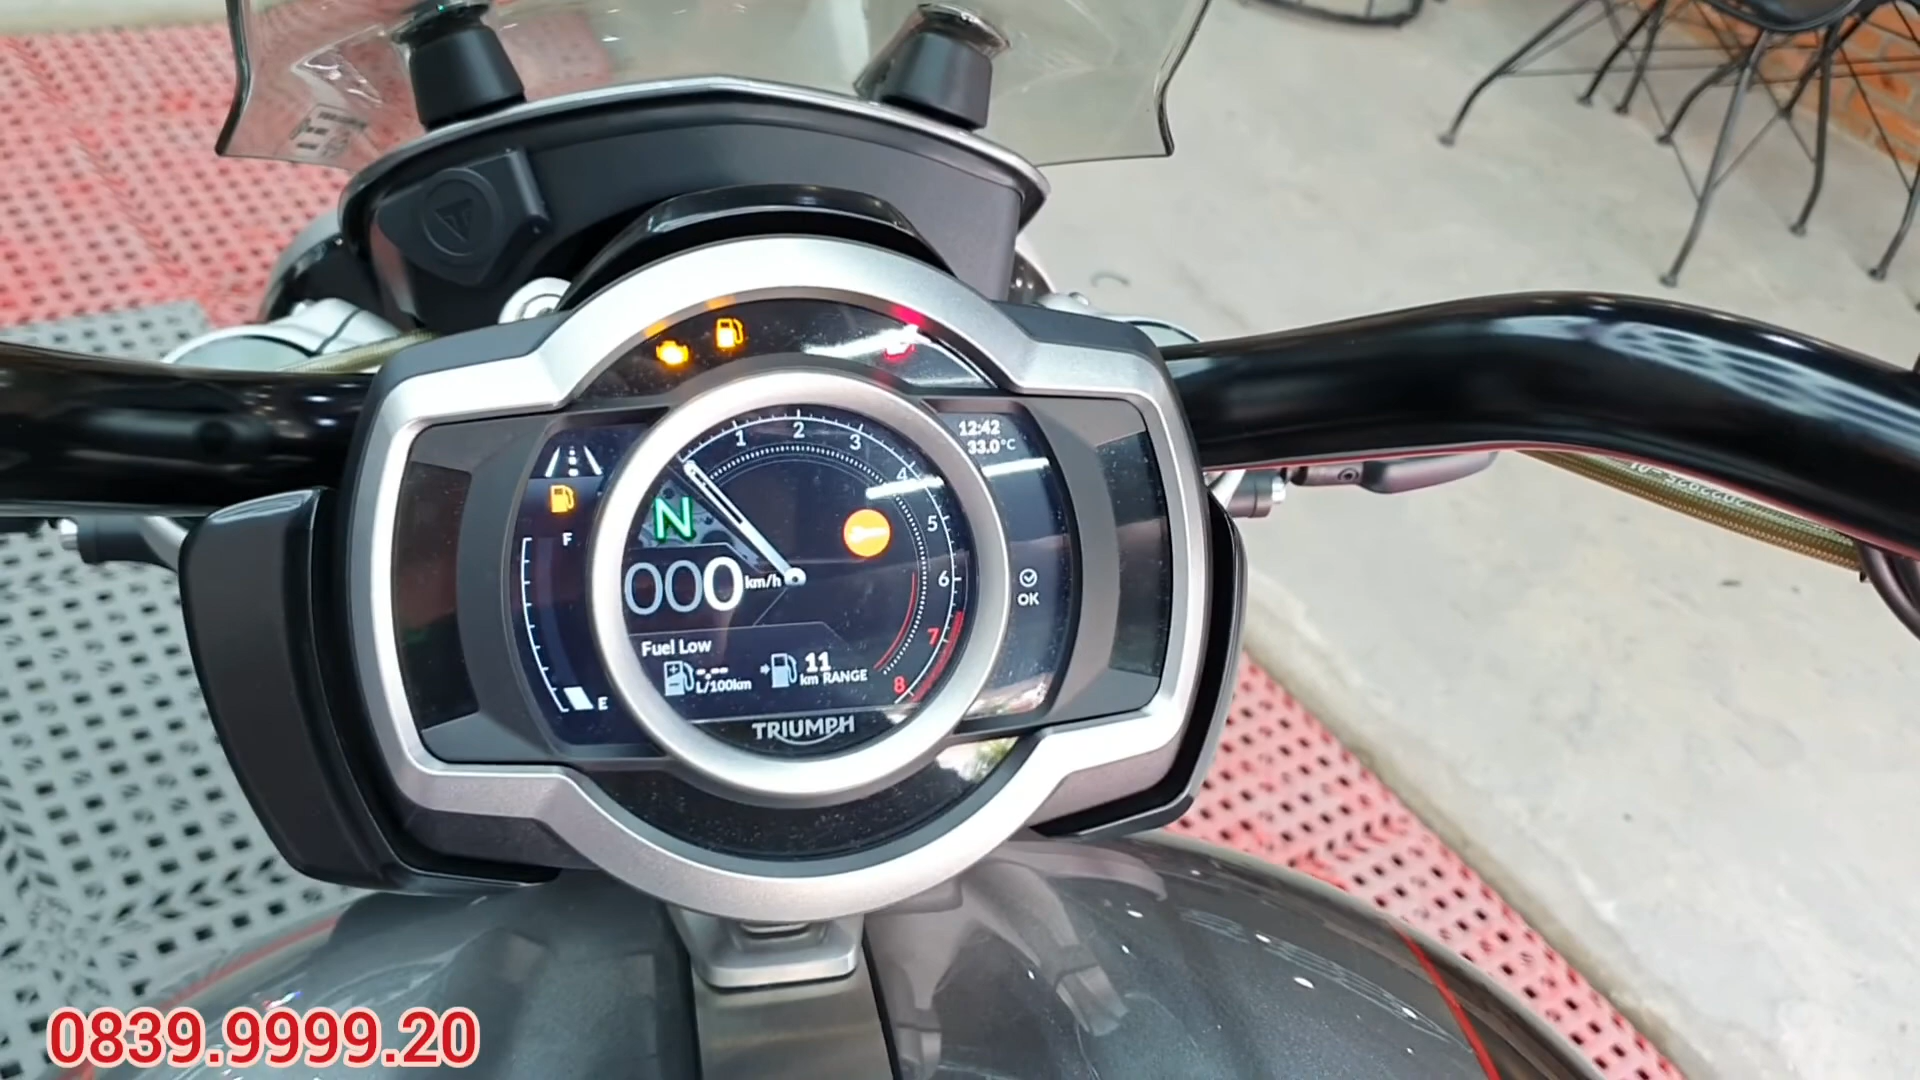 1
2
3
4
5
6
7
8
12:42
33.0°C
F
N
000 km/h
OK
Fuel Low
-.-- L/100km
11 km RANGE
E
TRIUMPH
0839.9999.20